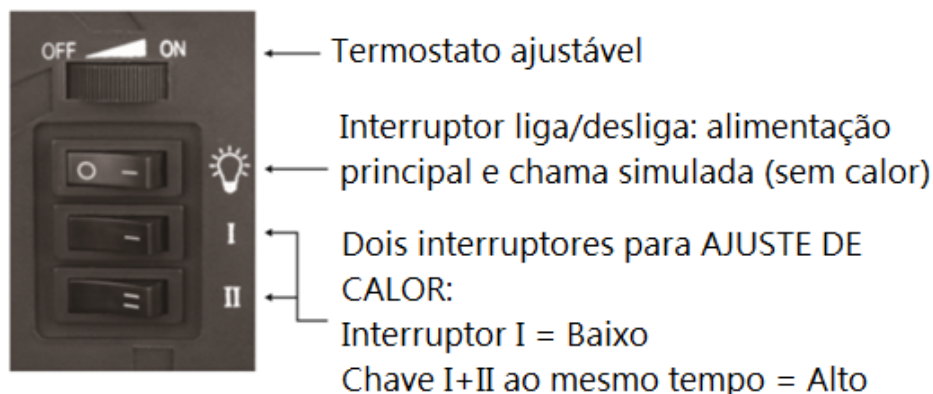 OFF ON
Termostato ajustável
Interruptor liga/desliga: alimentação
principal e chama simulada (sem calor)
I
Dois interruptores para AJUSTE DE
II
CALOR:
Interruptor I = Baixo
Chave I+II ao mesmo tempo = Alto